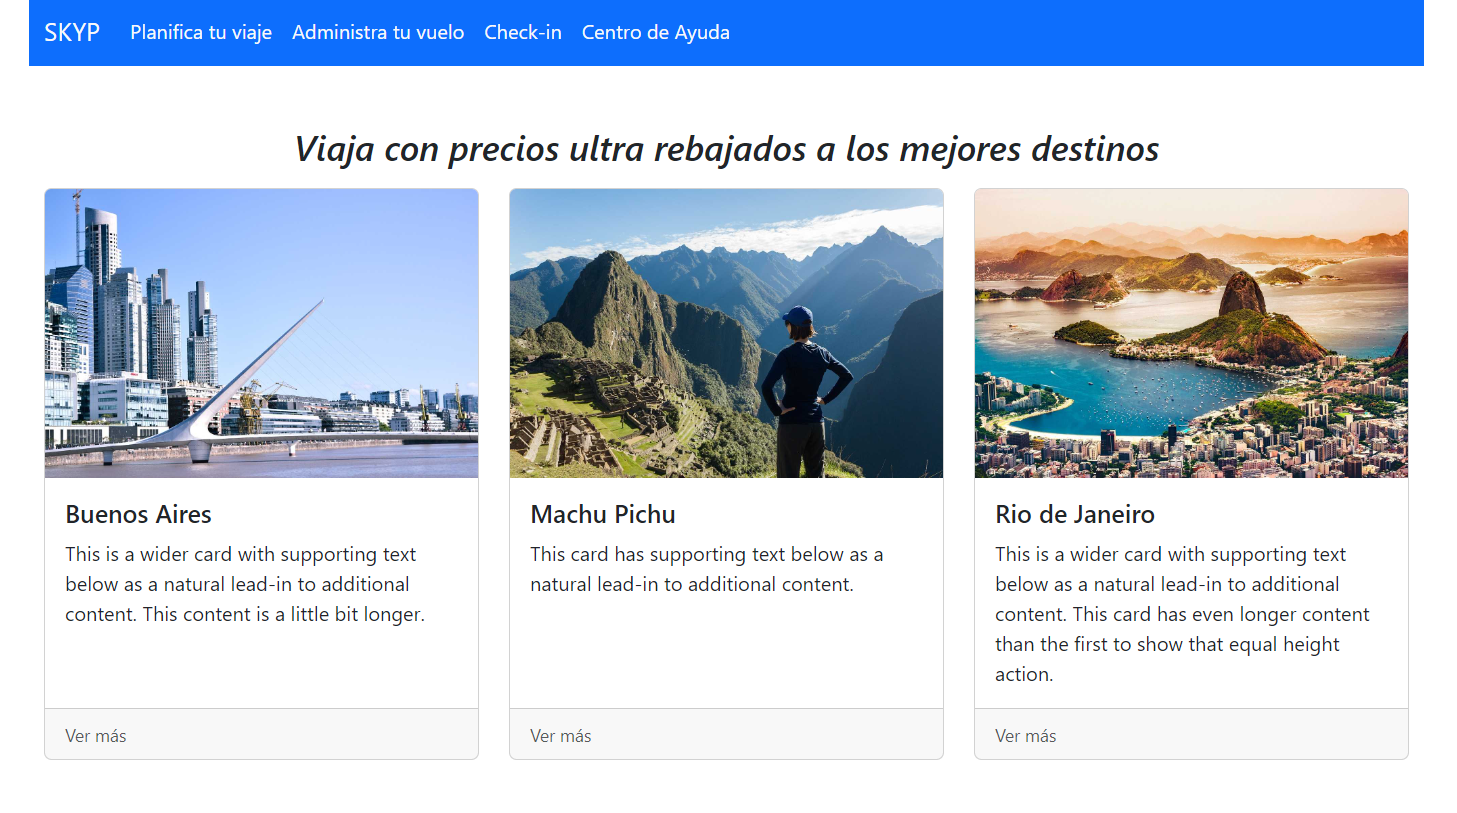 SKYP Planifica tu viaje Administra tu vuelo Check-in Centro de Ayuda
Viaja con precios ultra rebajados a los mejores destinos
Buenos Aires
This is a wider card with supporting text
below as a natural lead-in to additional
content. This content is a little bit longer.
Ver más
Machu Pichu
This card has supporting text below as a
natural lead-in to additional content.
Ver más
Rio de Janeiro
This is a wider card with supporting text
below as a natural lead-in to additional
content. This card has even longer content
than the first to show that equal height
action.
Ver más